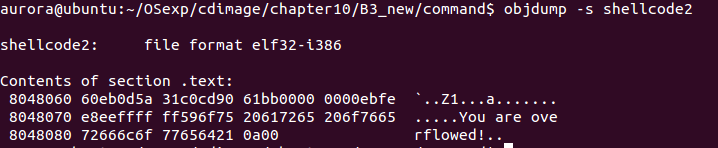 aurora@ubuntu:~/OSexp/cdimage/chapter10/B3_new/command$ objdump -s shellcode2
shellcode2:     file format elf32-i386
Contents of section .text:
 8048060 60eb0d5a 31c0cd90 61bb0000 0000ebfe  `..Z1...a.......
 8048070 e8eeffff ff596f75 20617265 206f7665  .....You are ove
 8048080 72666c6f 77656421 0a00               rflowed!..